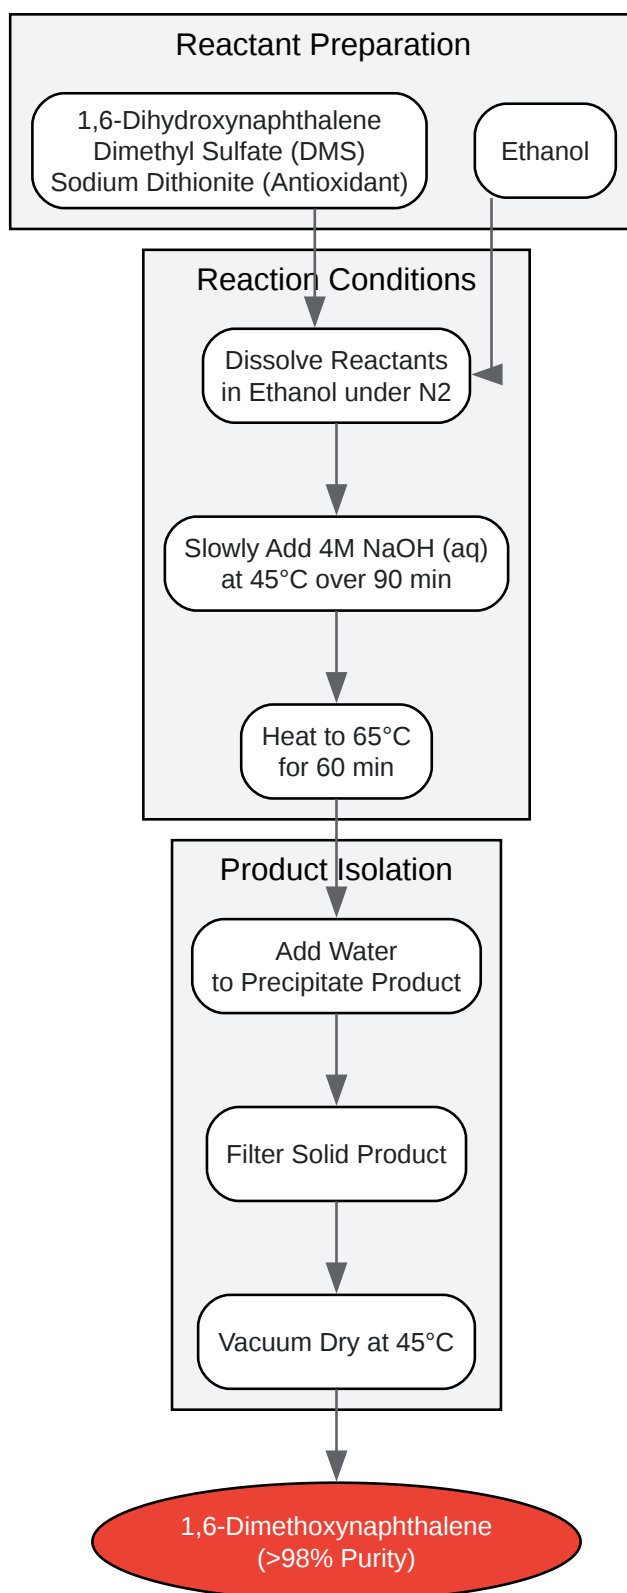 Reactant Preparation
1,6-Dihydroxynaphthalene
Dimethyl Sulfate (DMS)
Sodium Dithionite (Antioxidant)
Ethanol
Reaction Conditions
Dissolve Reactants
in Ethanol under N2
Slowly Add 4M NaOH (aq)
at 45°C over 90 min
Heat to 65°C
for 60 min
Product Isolation
Add Water
to Precipitate Product
Filter Solid Product
Vacuum Dry at 45°C
1,6-Dimethoxynaphthalene
(>98% Purity)